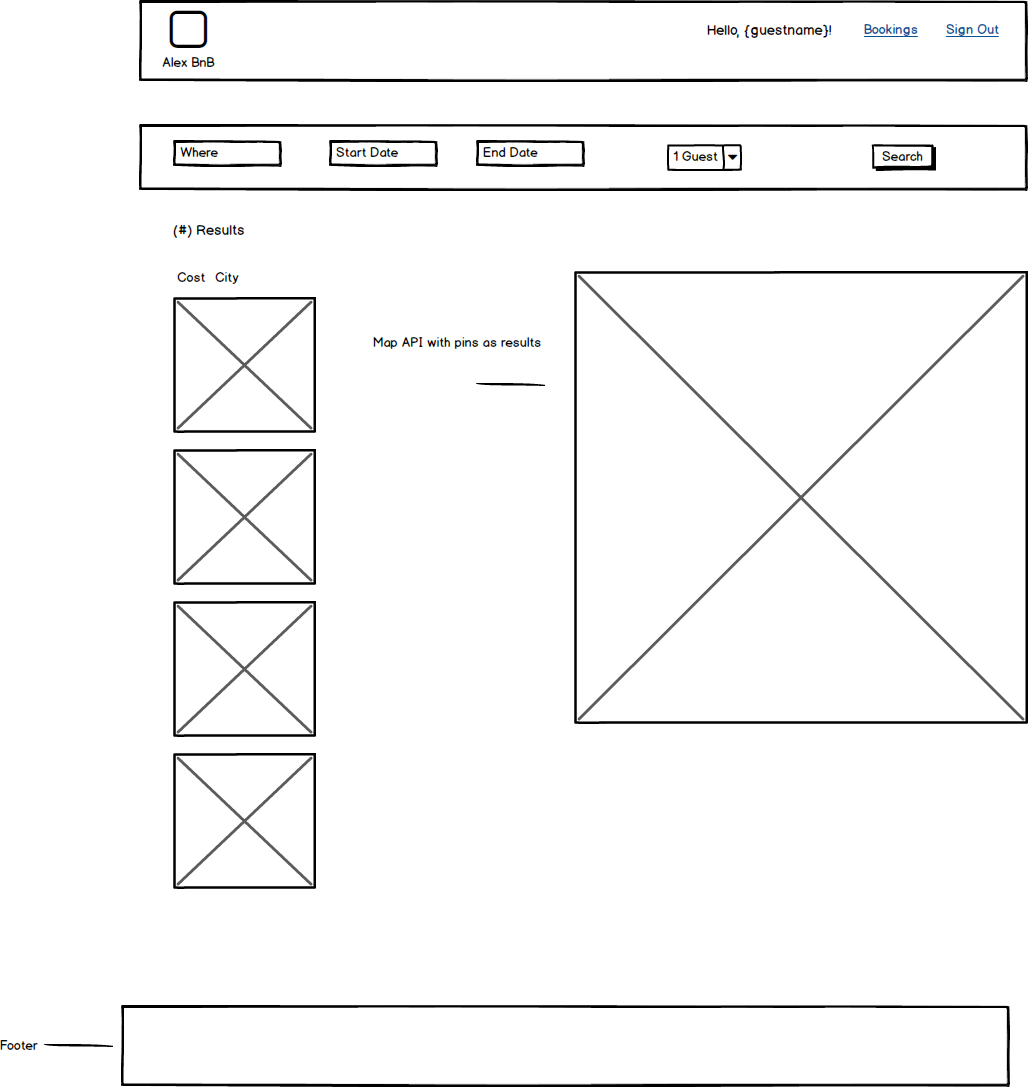 Hello, {guestname}!
Bookings
Sign Out
Alex BnB
Where
Start Date
End Date
1 Guest
Search
(#) Results
Cost City
Map API with pins as results
Footer